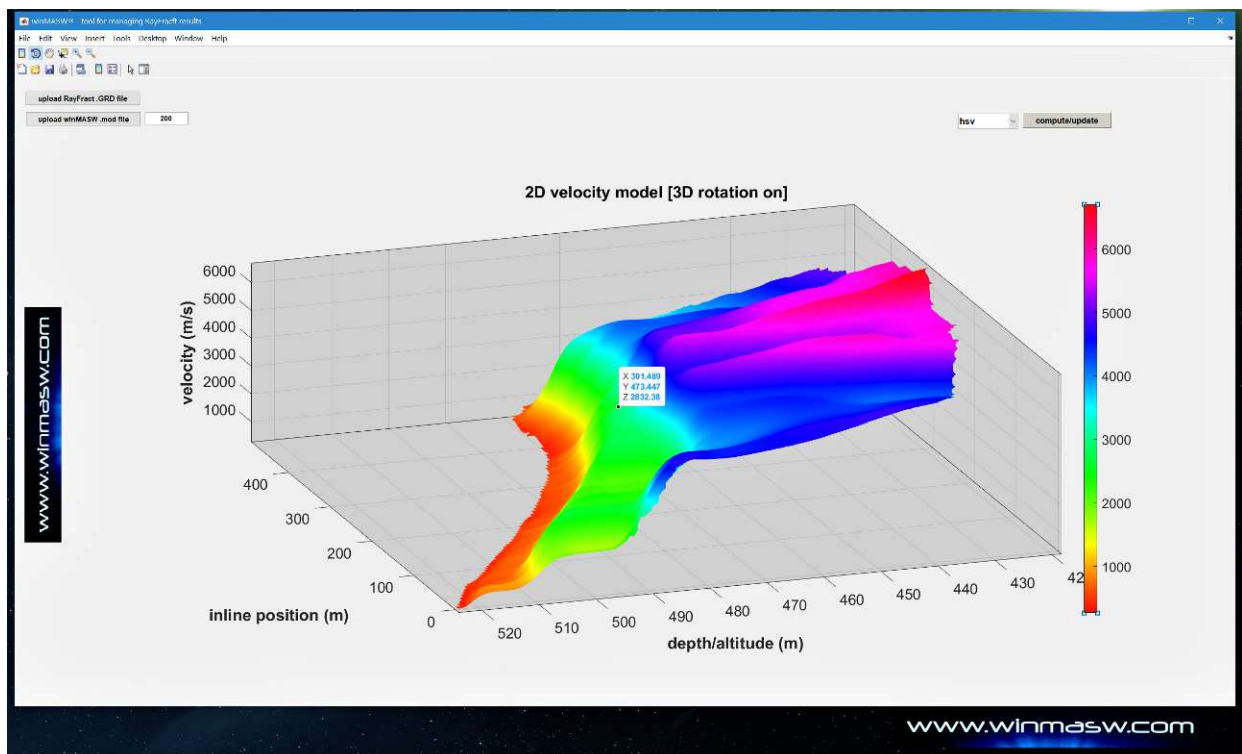 winMASW® - tool for managing RayFract results
File Edit View Insert Tools Desktop Window Help
upload RayFract .GRD file
upload winMASW .mod file 200
hsv compute/update
2D velocity model [3D rotation on]
6000
5000
4000
3000
2000
1000
velocity (m/s)
X 301.489
Y 473.447
Z 2832.38
400
300
200
100
0
inline position (m)
520
510
500
490
480
470
460
450
440
430
42
depth/altitude (m)
6000
5000
4000
3000
2000
1000
www.winmasw.com
www.winmasw.com